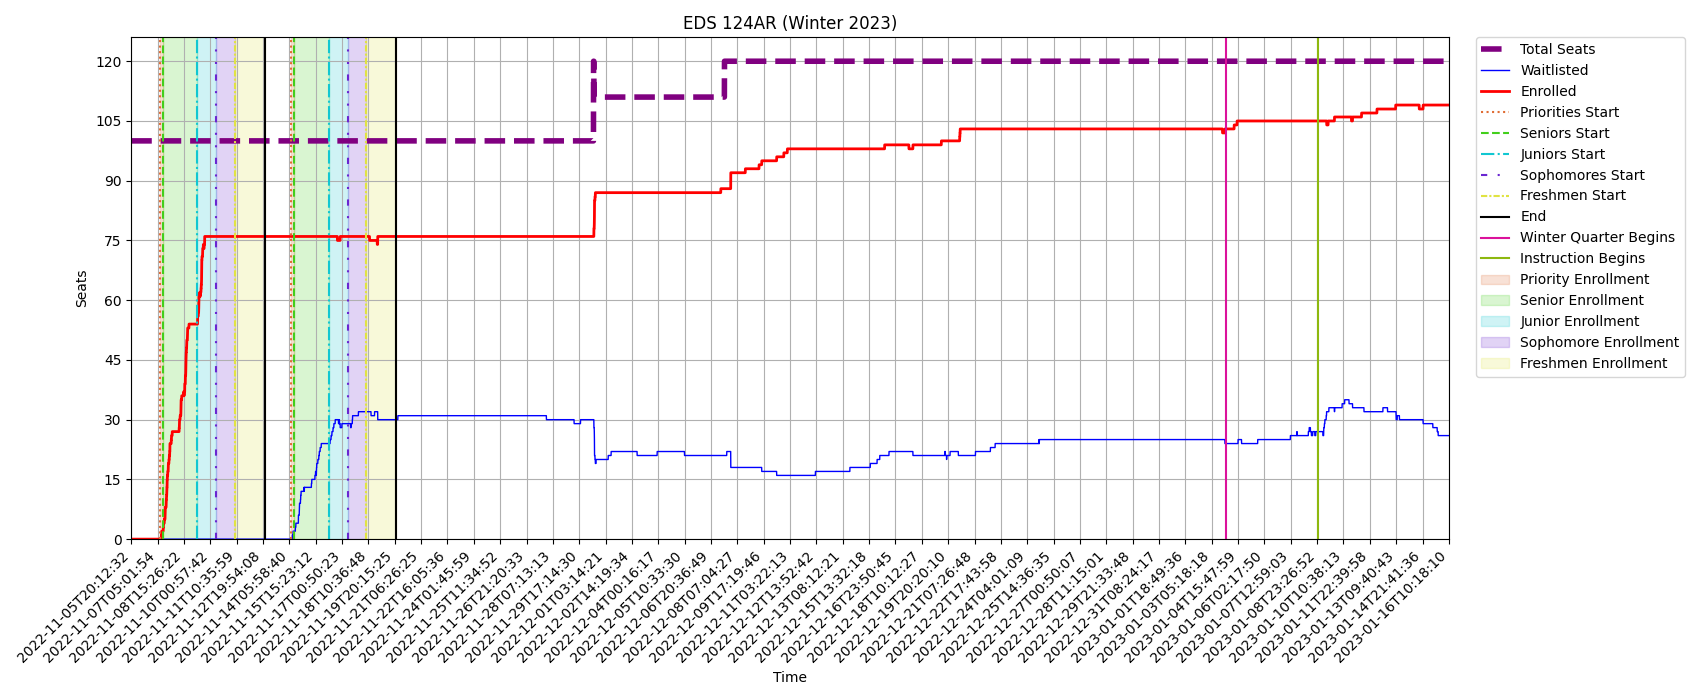 EDS 124AR (Winter 2023)
Seats
120
105
90
75
60
45
30
15
0
2022-11-05T20:12:32
2022-11-07T05:01:54
2022-11-08T15:26:22
2022-11-10T00:57:42
2022-11-11T10:35:59
2022-11-12T19:54:08
2022-11-14T05:58:40
2022-11-15T15:23:12
2022-11-17T00:50:23
2022-11-18T10:36:48
2022-11-19T20:15:25
2022-11-21T06:26:25
2022-11-22T16:05:36
2022-11-24T01:45:59
2022-11-25T11:34:52
2022-11-26T21:20:33
2022-11-28T07:13:13
2022-11-29T17:14:30
2022-12-01T03:14:21
2022-12-02T14:19:34
2022-12-04T00:16:17
2022-12-05T10:33:30
2022-12-06T20:36:49
2022-12-08T07:04:27
2022-12-09T17:19:46
2022-12-11T03:22:13
2022-12-12T13:52:42
2022-12-13T08:12:21
2022-12-15T13:32:18
2022-12-16T23:50:45
2022-12-18T10:12:27
2022-12-19T20:20:10
2022-12-21T07:26:48
2022-12-22T17:43:58
2022-12-24T04:01:09
2022-12-25T14:36:35
2022-12-27T00:50:07
2022-12-28T11:15:01
2022-12-29T21:33:48
2022-12-31T08:24:17
2023-01-01T18:49:36
2023-01-03T05:18:18
2023-01-04T15:47:59
2023-01-06T02:17:50
2023-01-07T12:59:03
2023-01-08T23:26:52
2023-01-10T10:38:13
2023-01-11T22:39:58
2023-01-13T09:40:43
2023-01-14T21:41:36
2023-01-16T10:18:10
Time
Total Seats
Waitlisted
Enrolled
Priorities Start
Seniors Start
Juniors Start
Sophomores Start
Freshmen Start
End
Winter Quarter Begins
Instruction Begins
Priority Enrollment
Senior Enrollment
Junior Enrollment
Sophomore Enrollment
Freshmen Enrollment